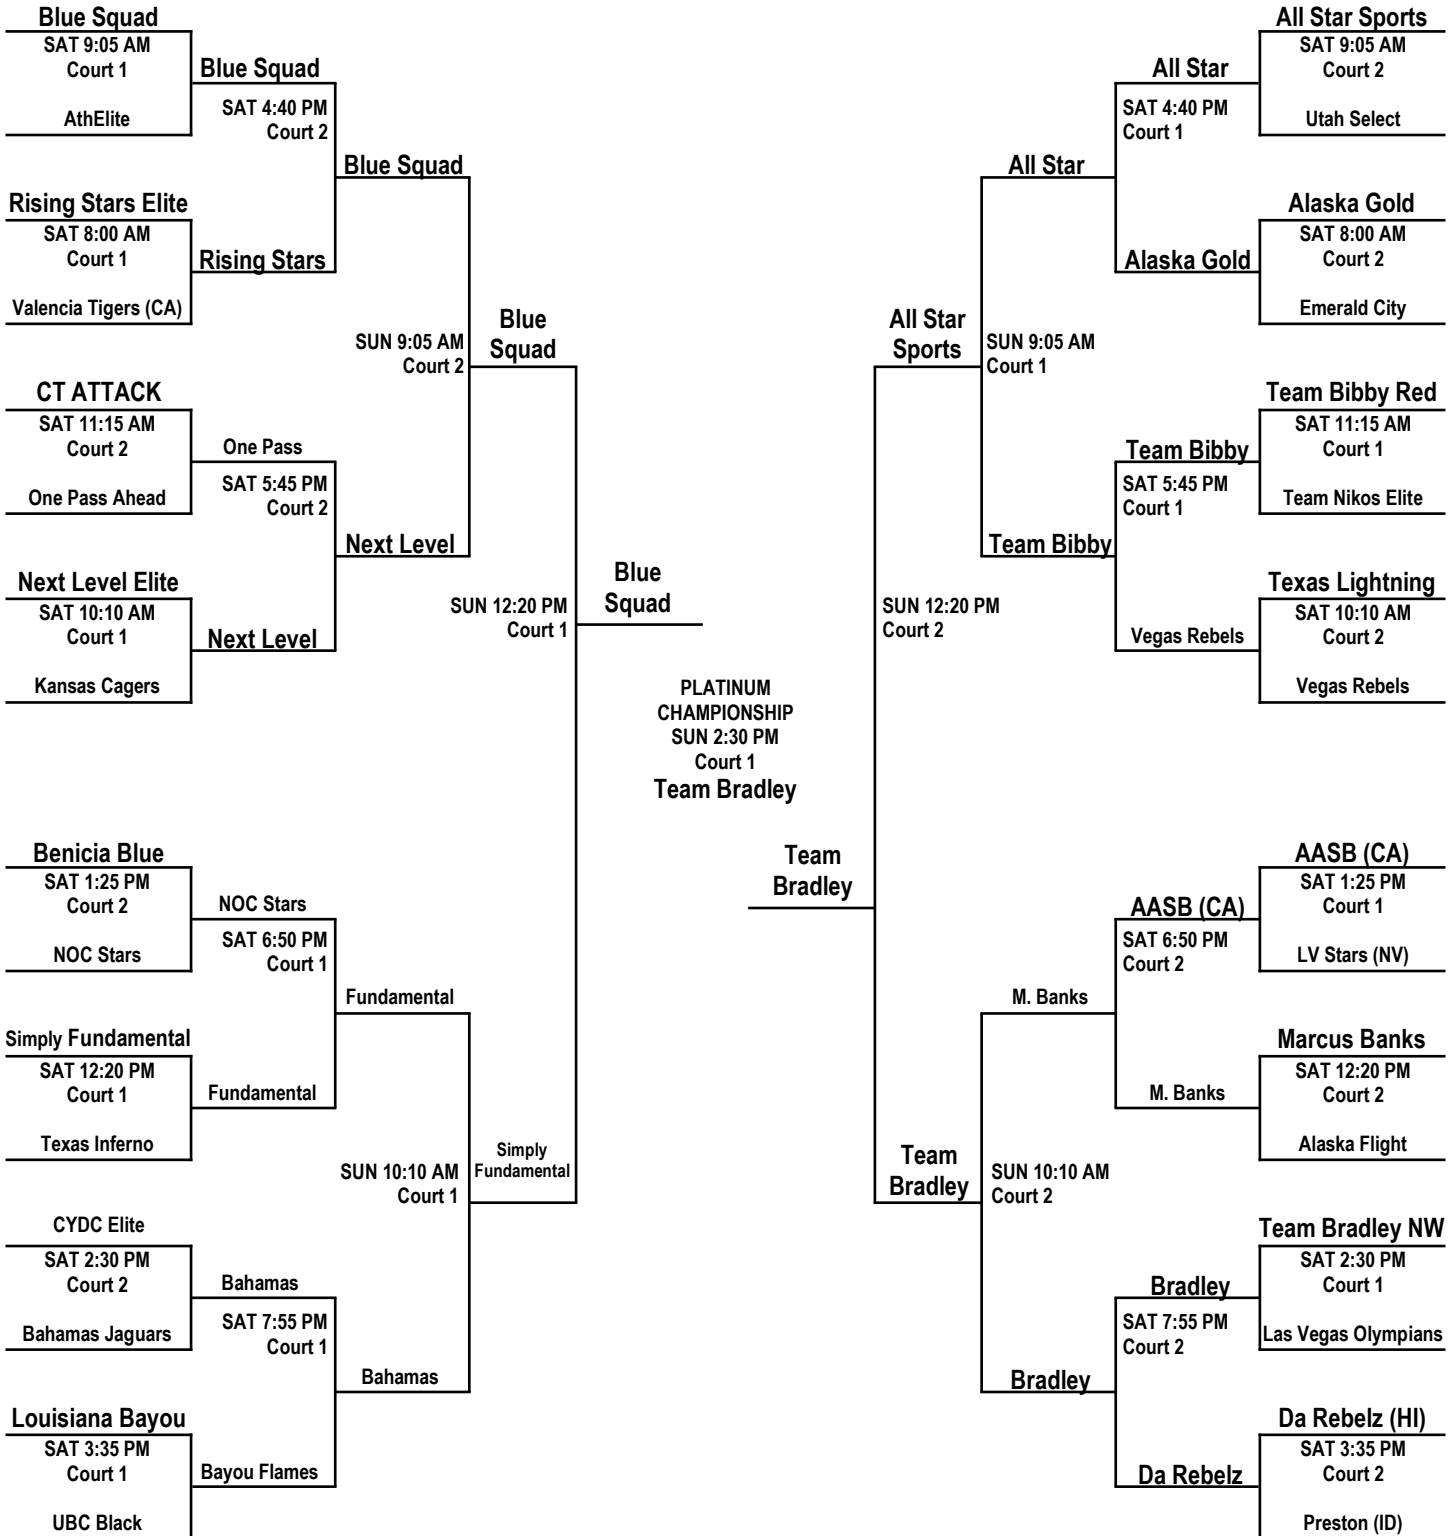 Blue Squad
SAT 9:05 AM
Court 1
AthElite
Blue Squad
SAT 4:40 PM
Court 2
Rising Stars Elite
SAT 8:00 AM
Court 1
Valencia Tigers (CA)
Rising Stars
Blue Squad
SUN 9:05 AM
Court 2
CT ATTACK
SAT 11:15 AM
Court 2
One Pass Ahead
One Pass
SAT 5:45 PM
Court 2
Next Level Elite
SAT 10:10 AM
Court 1
Kansas Cagers
Next Level
Next Level
Blue
Squad
SUN 12:20 PM
Court 1
Benicia Blue
SAT 1:25 PM
Court 2
NOC Stars
NOC Stars
SAT 6:50 PM
Court 1
Simply Fundamental
SAT 12:20 PM
Court 1
Texas Inferno
Fundamental
Fundamental
SUN 10:10 AM
Court 1
CYDC Elite
SAT 2:30 PM
Court 2
Bahamas Jaguars
Bahamas
SAT 7:55 PM
Court 1
Louisiana Bayou
SAT 3:35 PM
Court 1
UBC Black
Bayou Flames
Bahamas
Simply
Fundamental
Blue
Squad
PLATINUM
CHAMPIONSHIP
SUN 2:30 PM
Court 1
Team Bradley
Team
Bradley
All Star Sports
SAT 9:05 AM
Court 2
Utah Select
All Star
SAT 4:40 PM
Court 1
Alaska Gold
SAT 8:00 AM
Court 2
Emerald City
Alaska Gold
All Star
SUN 9:05 AM
Court 1
Team Bibby Red
SAT 11:15 AM
Court 1
Team Nikos Elite
Team Bibby
SAT 5:45 PM
Court 1
Texas Lightning
SAT 10:10 AM
Court 2
Vegas Rebels
Vegas Rebels
Team Bibby
All Star
Sports
SUN 12:20 PM
Court 2
AASB (CA)
SAT 1:25 PM
Court 1
LV Stars (NV)
AASB (CA)
SAT 6:50 PM
Court 2
Marcus Banks
SAT 12:20 PM
Court 2
Alaska Flight
M. Banks
M. Banks
SUN 10:10 AM
Court 2
Team Bradley NW
SAT 2:30 PM
Court 1
Las Vegas Olympians
Bradley
SAT 7:55 PM
Court 2
Da Rebelz (HI)
SAT 3:35 PM
Court 2
Preston (ID)
Da Rebelz
Bradley
Team
Bradley